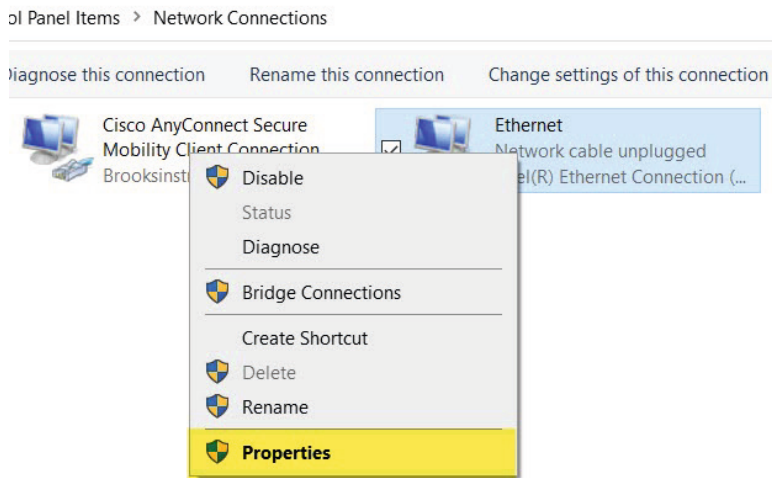 ol Panel Items > Network Connections
Diagnose this connection Rename this connection Change settings of this connection
Cisco AnyConnect Secure
Mobility Client Connection
Brooksinst
Ethernet
Network cable unplugged
el(R) Ethernet Connection (...
Disable
Status
Diagnose
Bridge Connections
Create Shortcut
Delete
Rename
Properties